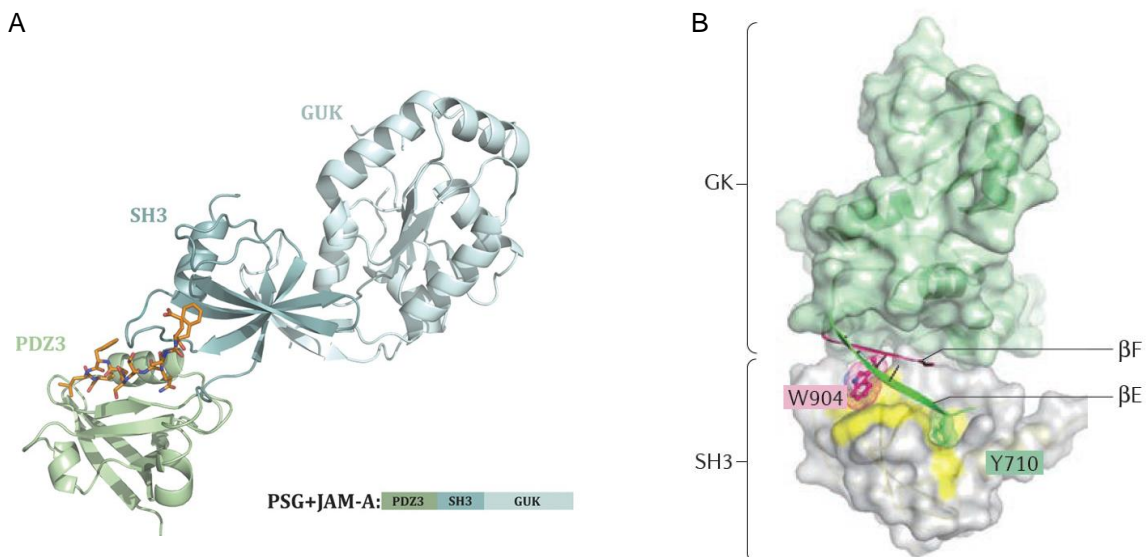 A
B
GUK
SH3
PDZ3
PSG+JAM-A: PDZ3 SH3 GUK
GK
SH3
W904
βF
βE
Y710